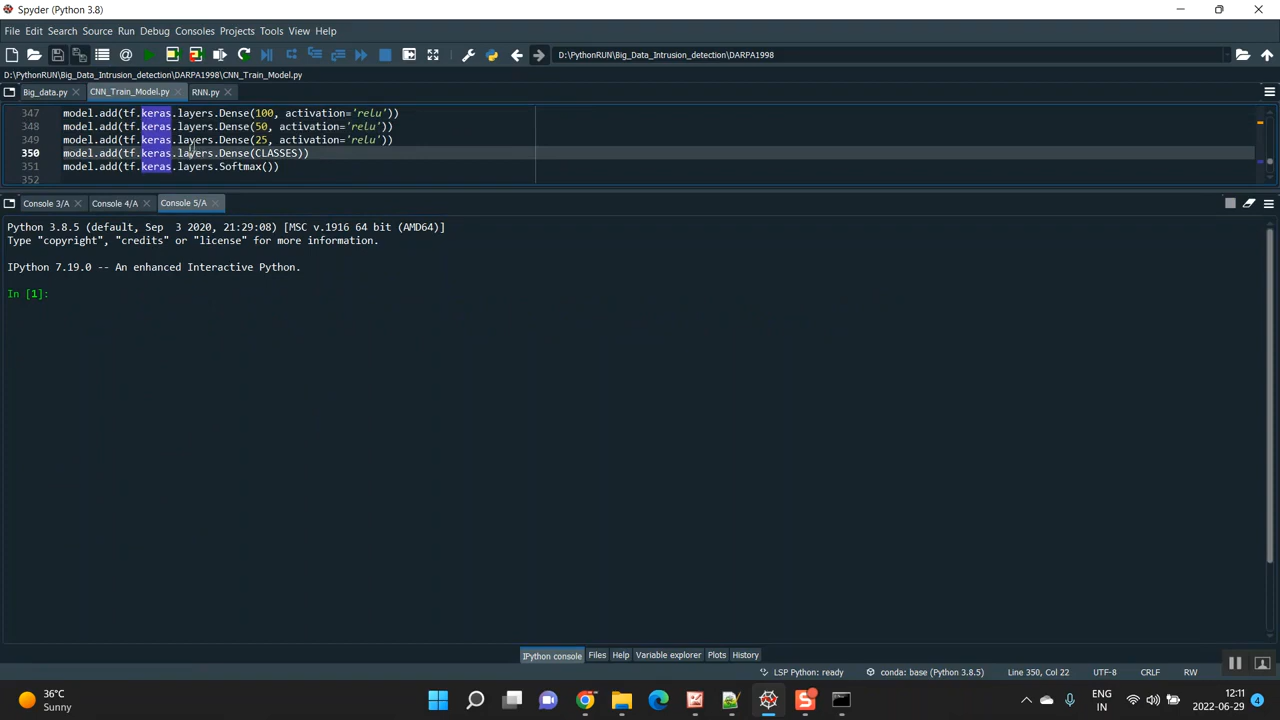 Spyder (Python 3.8)
File Edit Search Source Run Debug Consoles Projects Tools View Help
D:\PythonRUN\Big_Data_Intrusion_detection\DARPA1998
D:\PythonRUN\Big_Data_Intrusion_detection\DARPA1998\CNN_Train_Model.py
Big_data.py CNN_Train_Model.py RNN.py
347 model.add(tf.keras.layers.Dense(100, activation='relu'))
348 model.add(tf.keras.layers.Dense(50, activation='relu'))
349 model.add(tf.keras.layers.Dense(25, activation='relu'))
350 model.add(tf.keras.layers.Dense(CLASSES))
351 model.add(tf.keras.layers.Softmax())
352
Console 3/A Console 4/A Console 5/A
Python 3.8.5 (default, Sep 3 2020, 21:29:08) [MSC v.1916 64 bit (AMD64)]
Type "copyright", "credits" or "license" for more information.
IPython 7.19.0 -- An enhanced Interactive Python.
In [1]:
IPython console Files Help Variable explorer Plots History
LSP Python: ready conda: base (Python 3.8.5) Line 350, Col 22 UTF-8 CRLF RW
36°C
Sunny
ENG
IN
12:11
2022-06-29
4